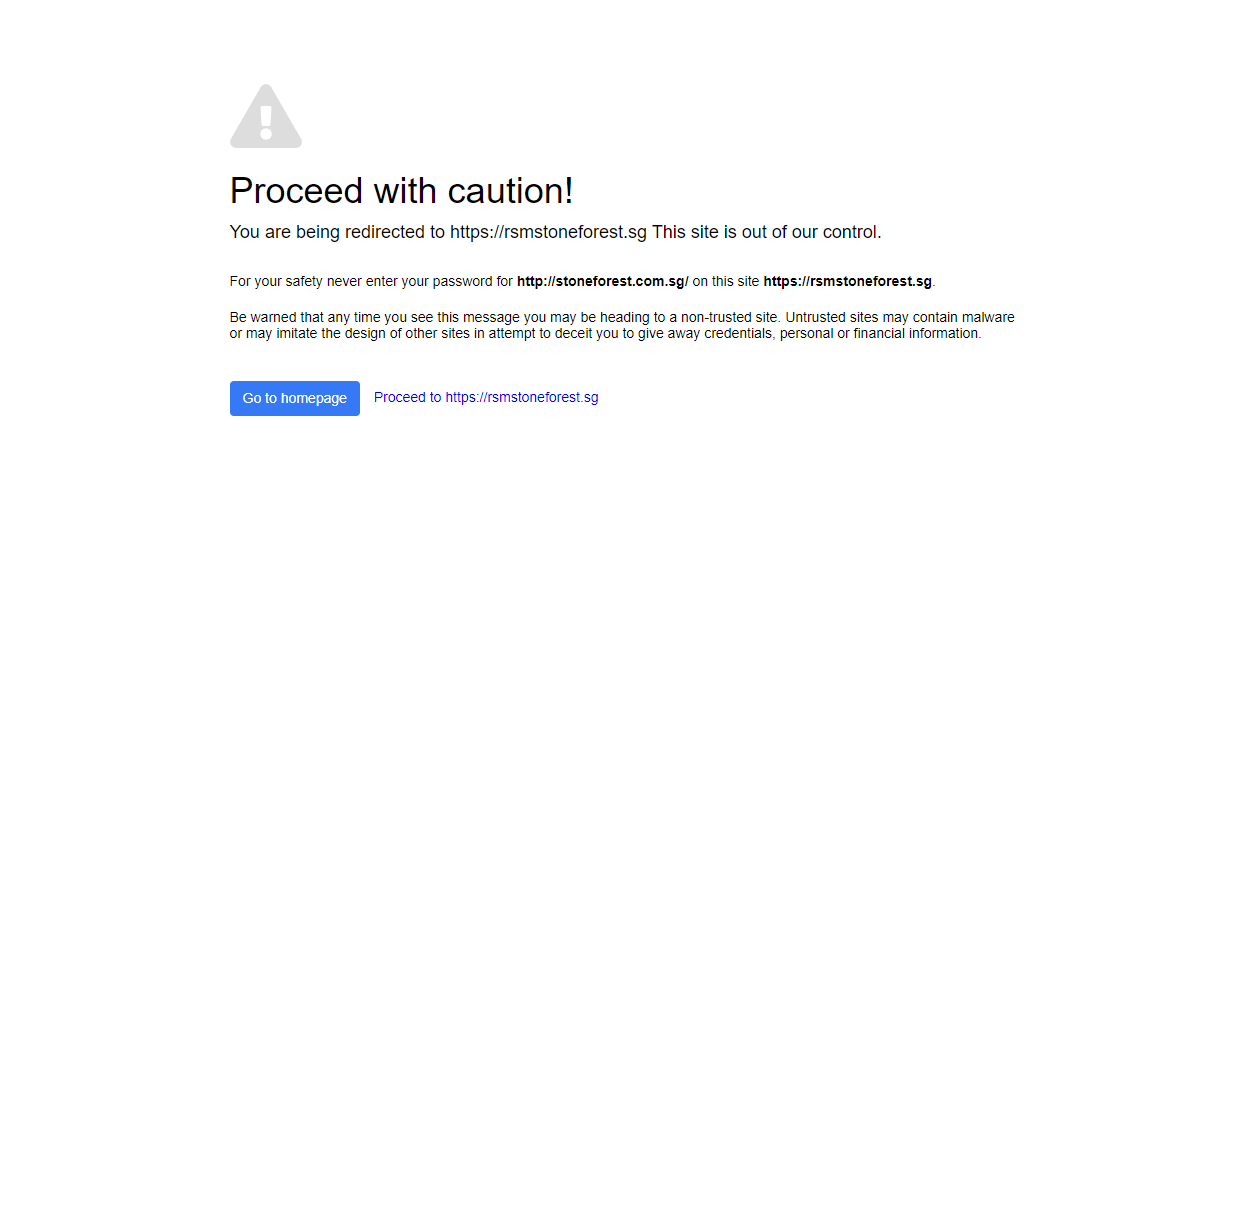 Proceed with caution!
You are being redirected to https://rsmstoneforest.sg This site is out of our control.
For your safety never enter your password for http://stoneforest.com.sg/ on this site https://rsmstoneforest.sg.
Be warned that any time you see this message you may be heading to a non-trusted site. Untrusted sites may contain malware
or may imitate the design of other sites in attempt to deceit you to give away credentials, personal or financial information.
Go to homepage Proceed to https://rsmstoneforest.sg